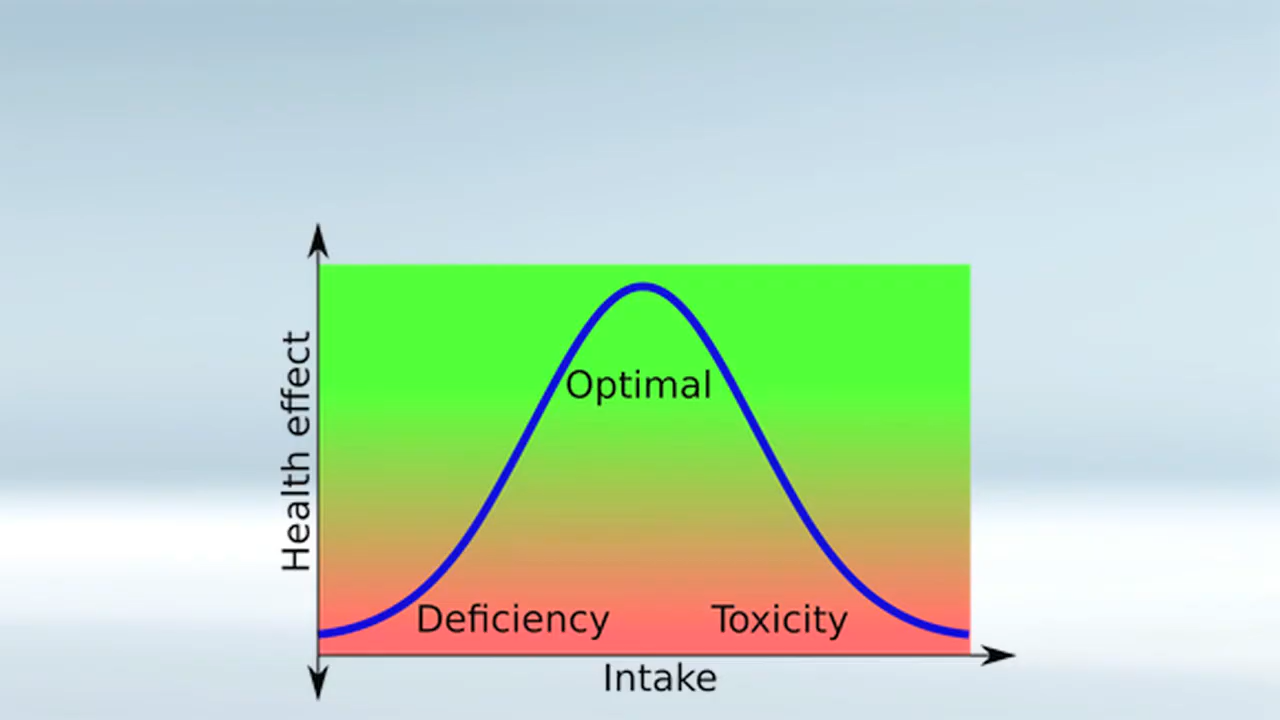 Health effect
Optimal
Deficiency
Toxicity
Intake